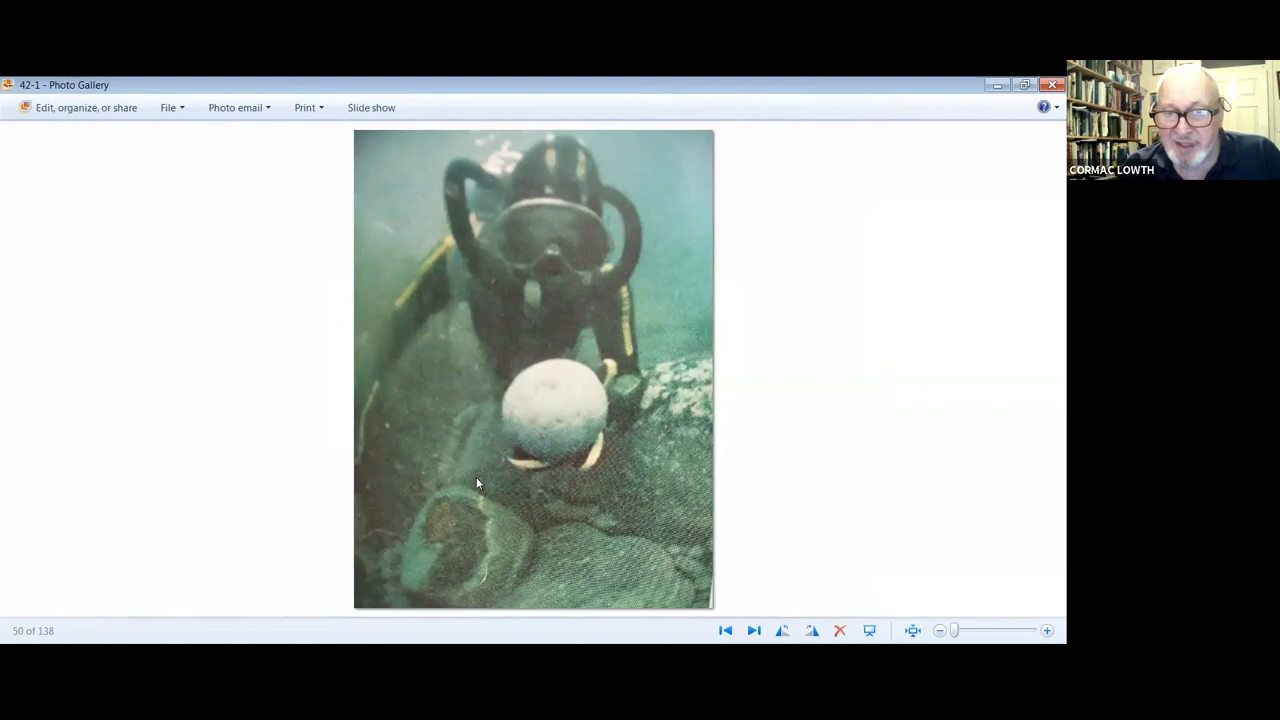 42-1 - Photo Gallery
Edit, organize, or share File Photo email Print Slide show
CORMAC LOWTH
50 of 138